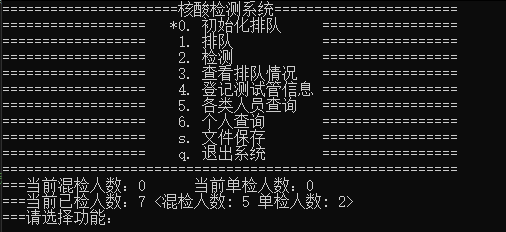 ======================核酸检测系统=======================
================== *0. 初始化排队 =================
================== 1. 排队 =================
================== 2. 检测 =================
================== 3. 查看排队情况 =================
================== 4. 登记测试管信息 =================
================== 5. 各类人员查询 =================
================== 6. 个人查询 =================
================== s. 文件保存 =================
================== q. 退出系统 =================
=========================================================
===当前混检人数: 0 当前单检人数: 0
===当前已检人数: 7 <混检人数: 5 单检人数: 2>
===请选择功能: